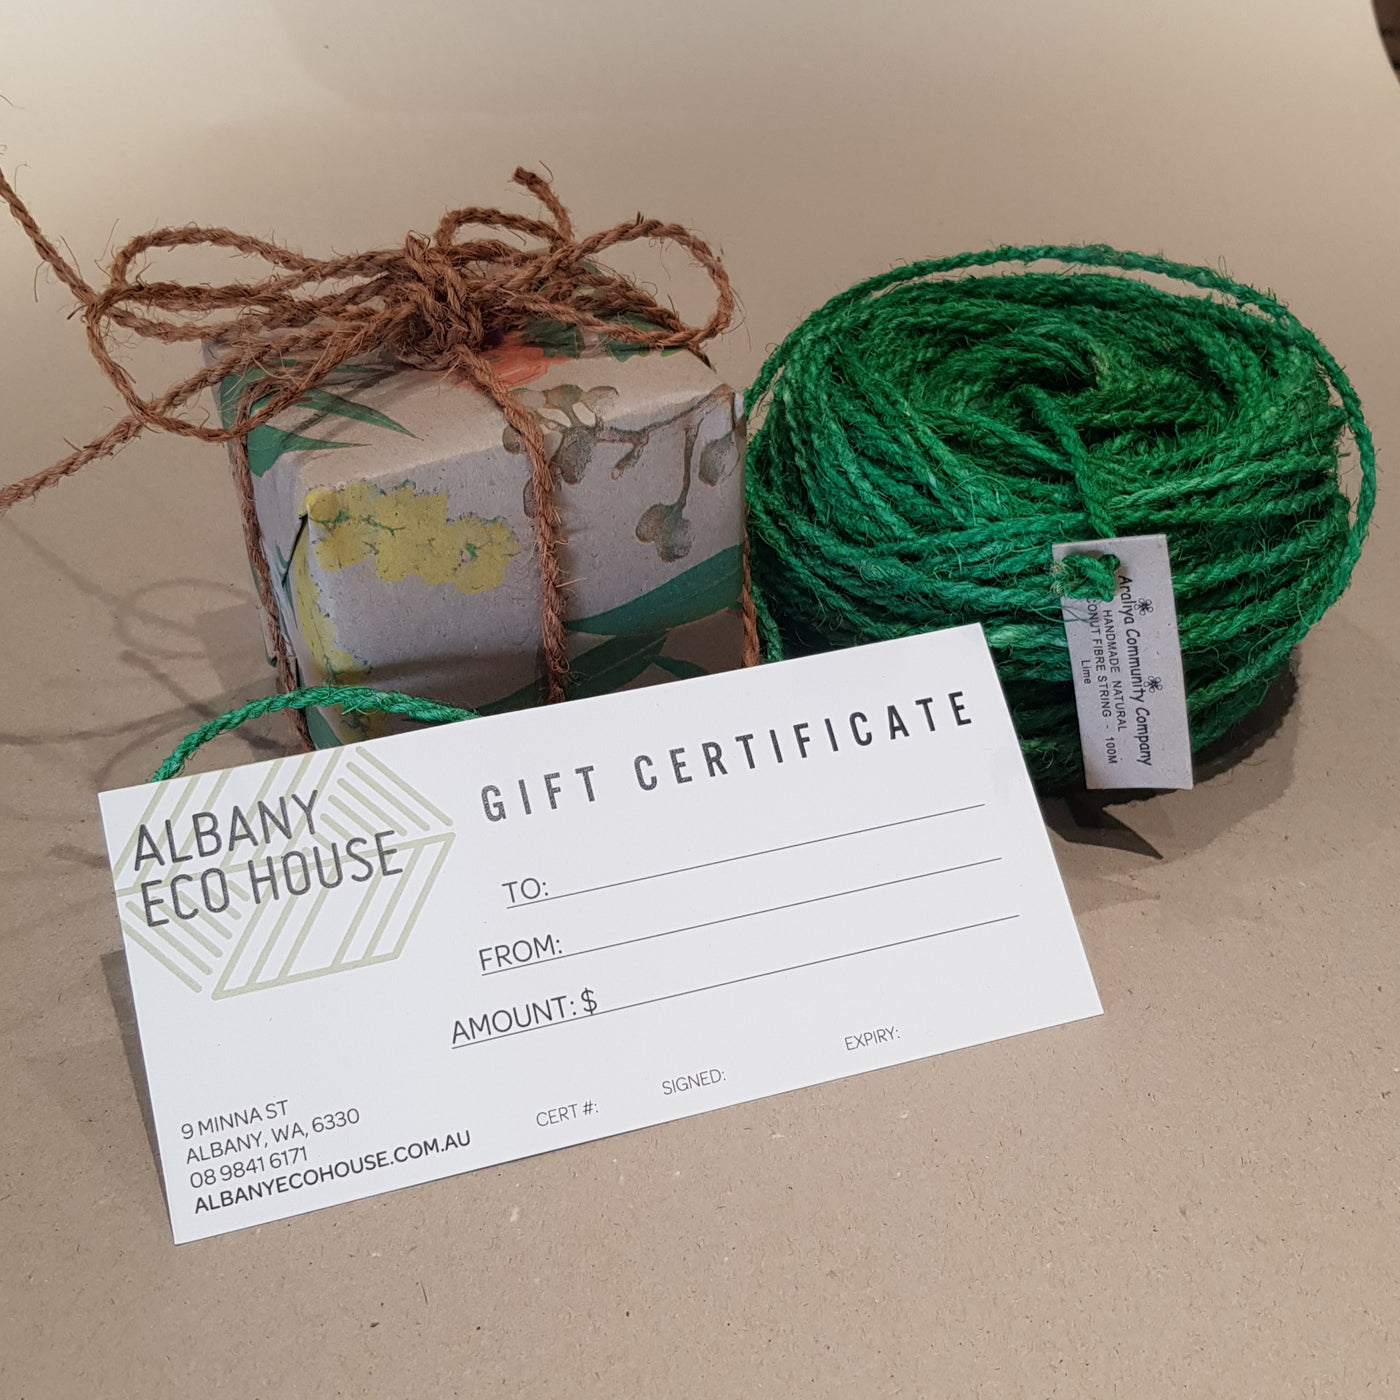 ALBANY
ECO HOUSE
GIFT CERTIFICATE
TO:
FROM:
AMOUNT: $
CERT #:
SIGNED:
EXPIRY:
9 MINNA ST
ALBANY, WA, 6330
08 9841 6171
ALBANYECOHOUSE.COM.AU
Araliya Community Company
HANDMADE NATURAL
FIBRE STRING - 100M
Lime